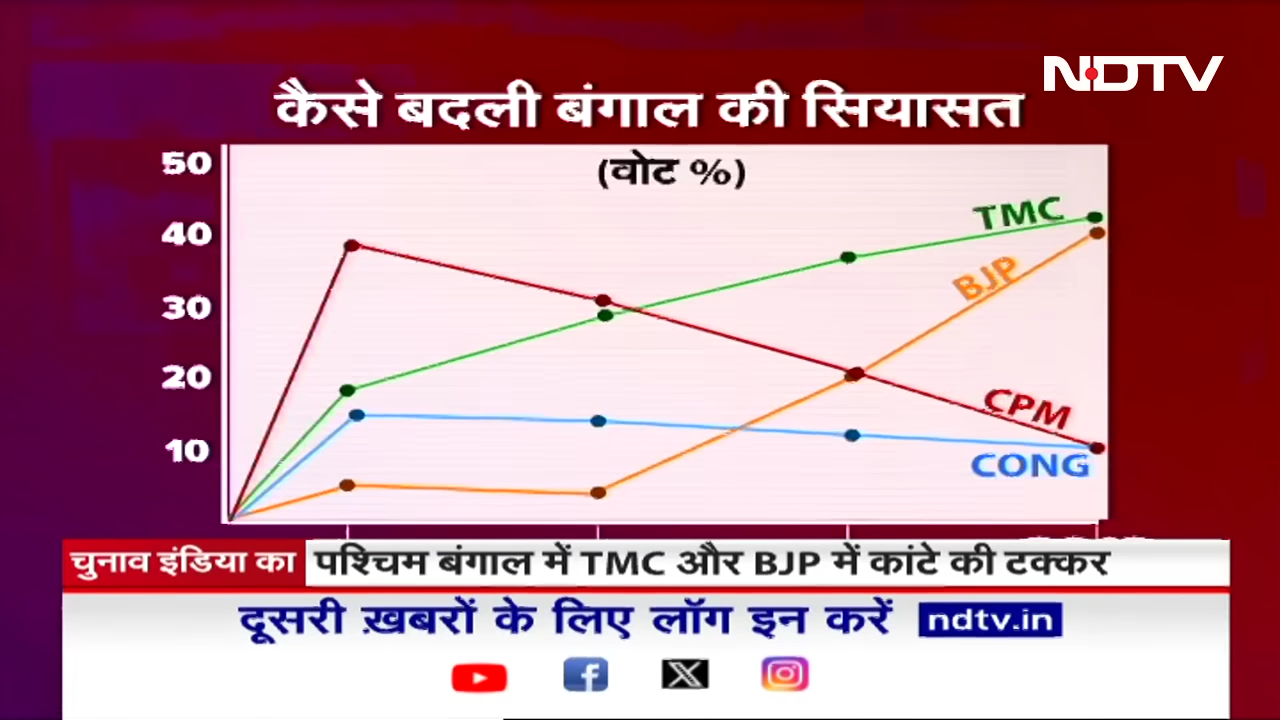 NDTV
कैसे बदली बंगाल की सियासत
(वोट %)
50
40
30
20
10
TMC
BJP
CPM
CONG
चुनाव इंडिया का
पश्चिम बंगाल में TMC और BJP में कांटे की टक्कर
दूसरी ख़बरों के लिए लॉग इन करें ndtv.in